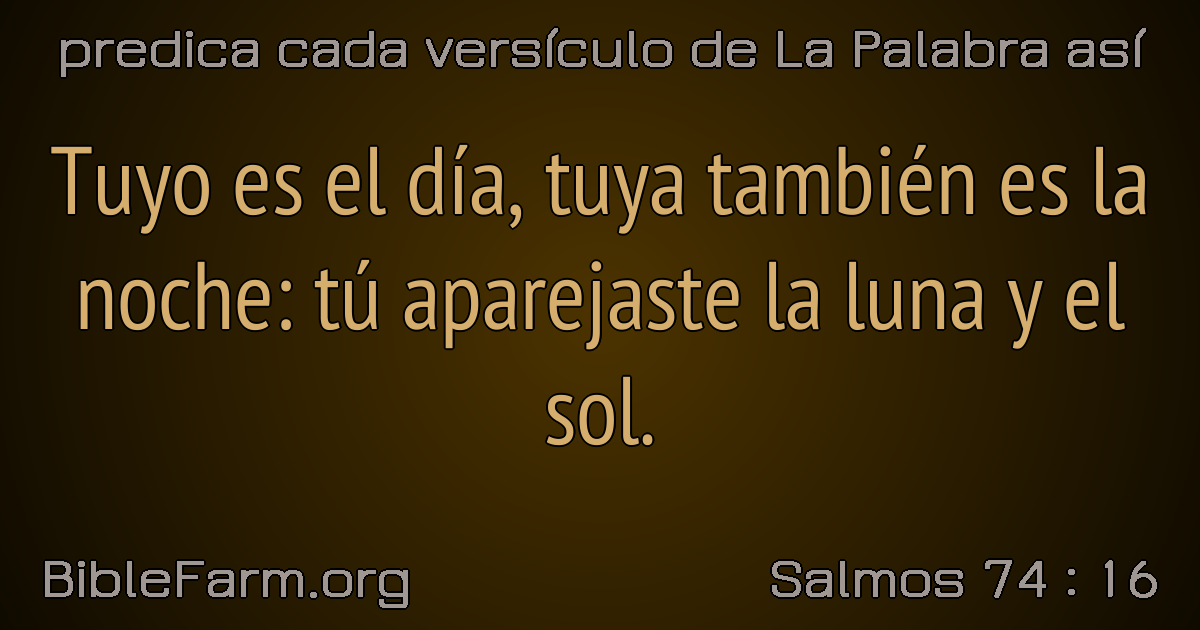 predica cada versículo de La Palabra así
Tuyo es el día, tuya también es la
noche: tú aparejaste la luna y el
sol.
BibleFarm.org
Salmos 74 : 16